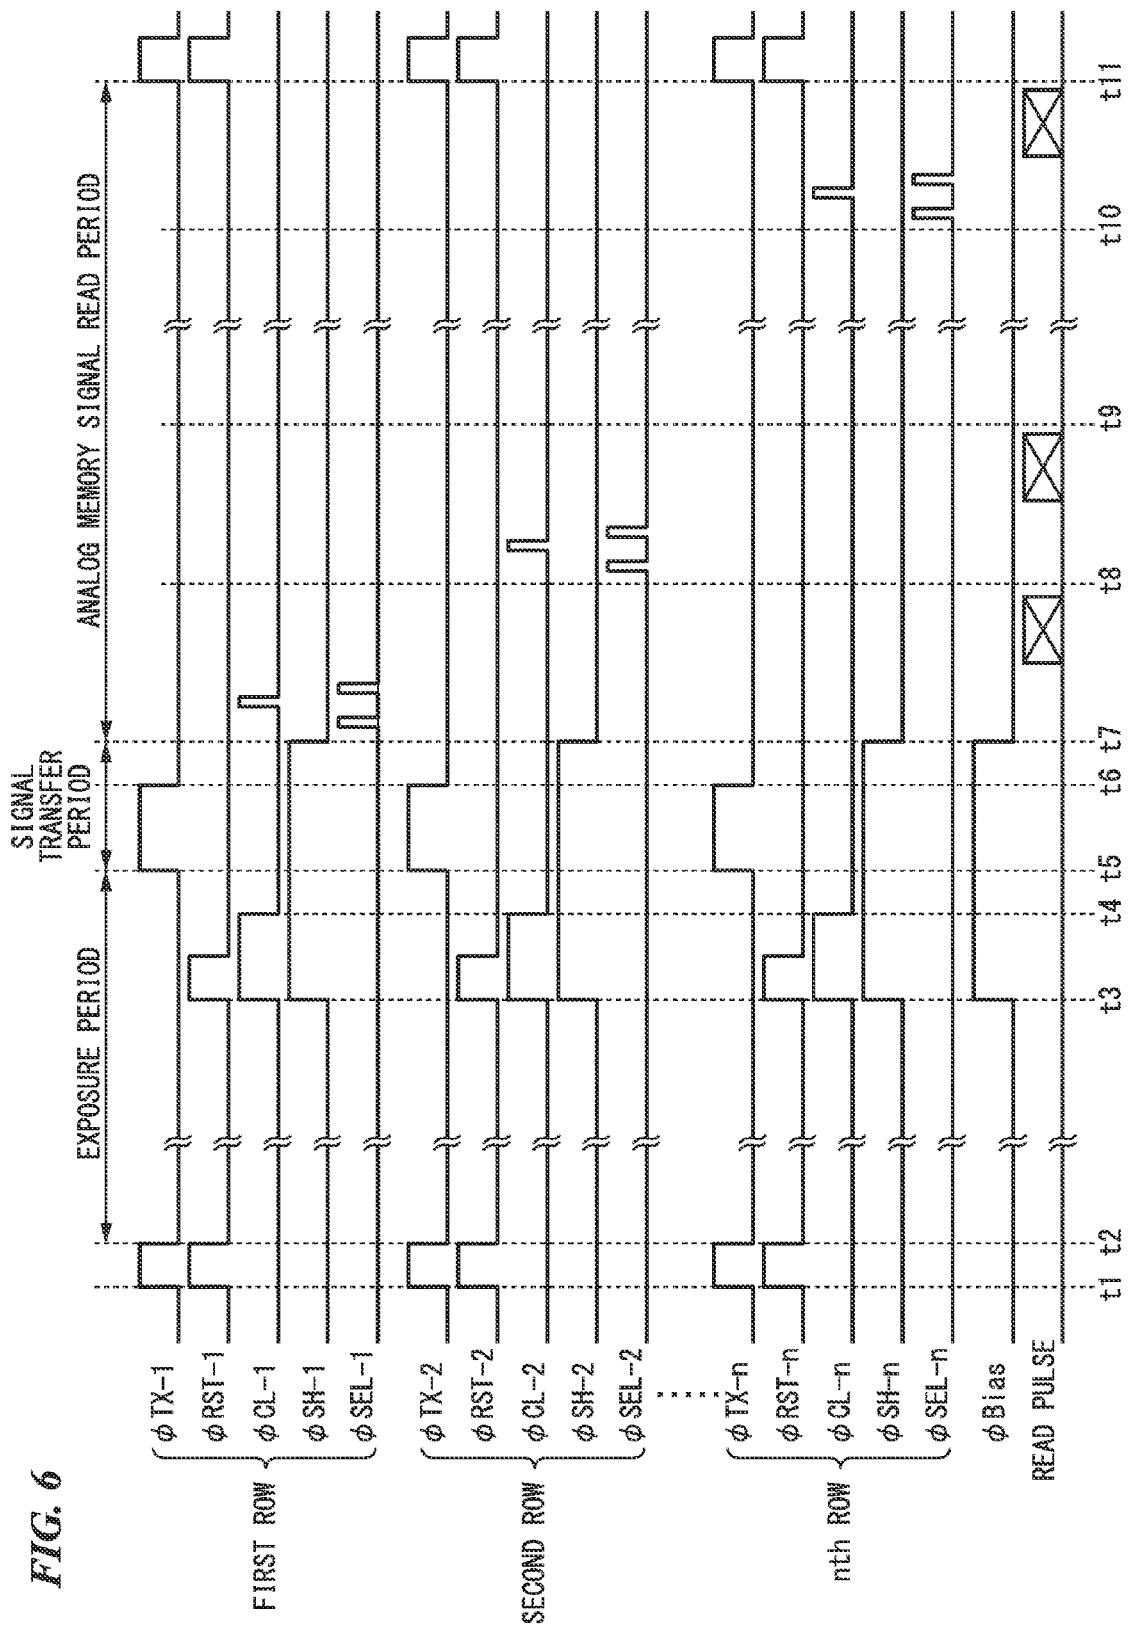 FIG. 6
EXPOSURE PERIOD
SIGNAL
TRANSFER
PERIOD
ANALOG MEMORY SIGNAL READ PERIOD
FIRST ROW
φTX-1
φRST-1
φCL-1
φSH-1
φSEL-1
SECOND ROW
φTX-2
φRST-2
φCL-2
φSH-2
φSEL-2
......
nth ROW
φTX-n
φRST-n
φCL-n
φSH-n
φSEL-n
φBias
READ PULSE
t1 t2 t3 t4 t5 t6 t7 t8 t9 t10 t11